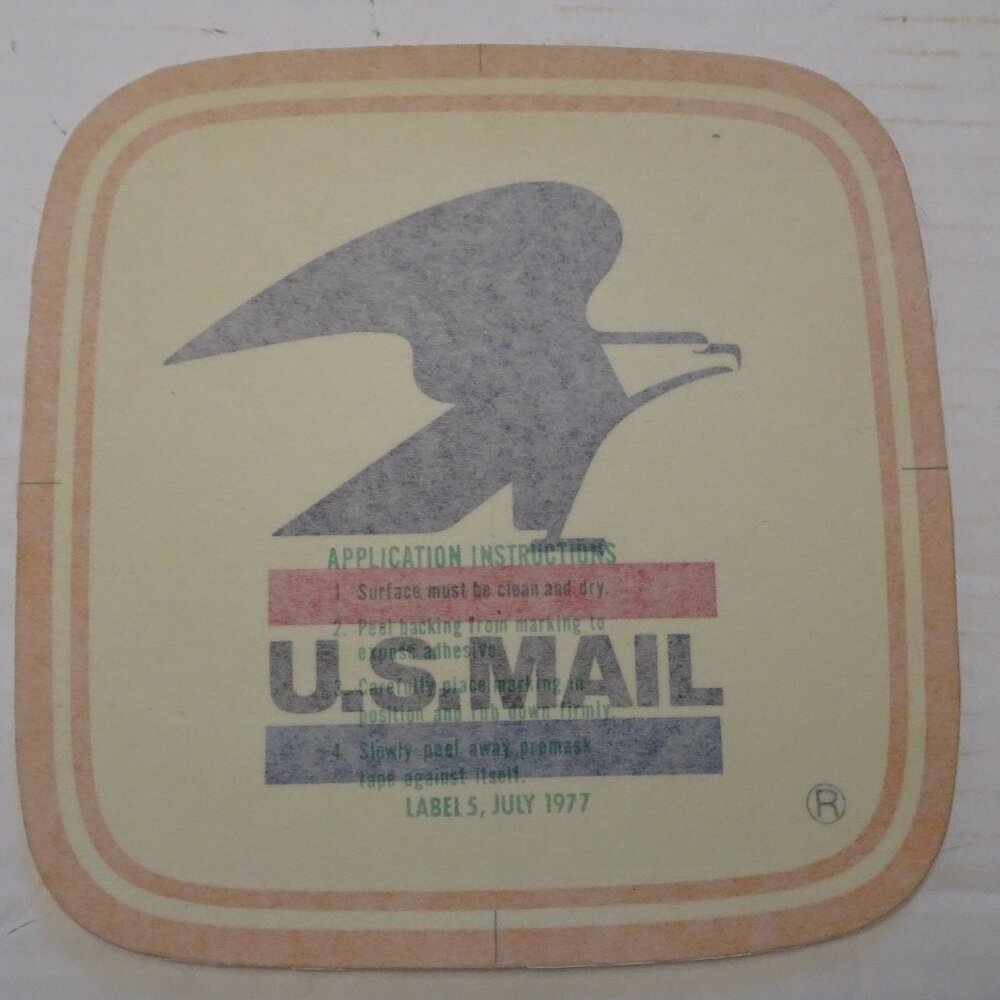 APPLICATION INSTRUCTIONS
1. Surface must be clean and dry.
2. Peel backing from marking to
expose adhesive.
U.S.MAIL
3. Carefully place marking in
position and rub down firmly.
4. Slowly peel away premask
tape against itself.
LABEL 5, JULY 1977
®